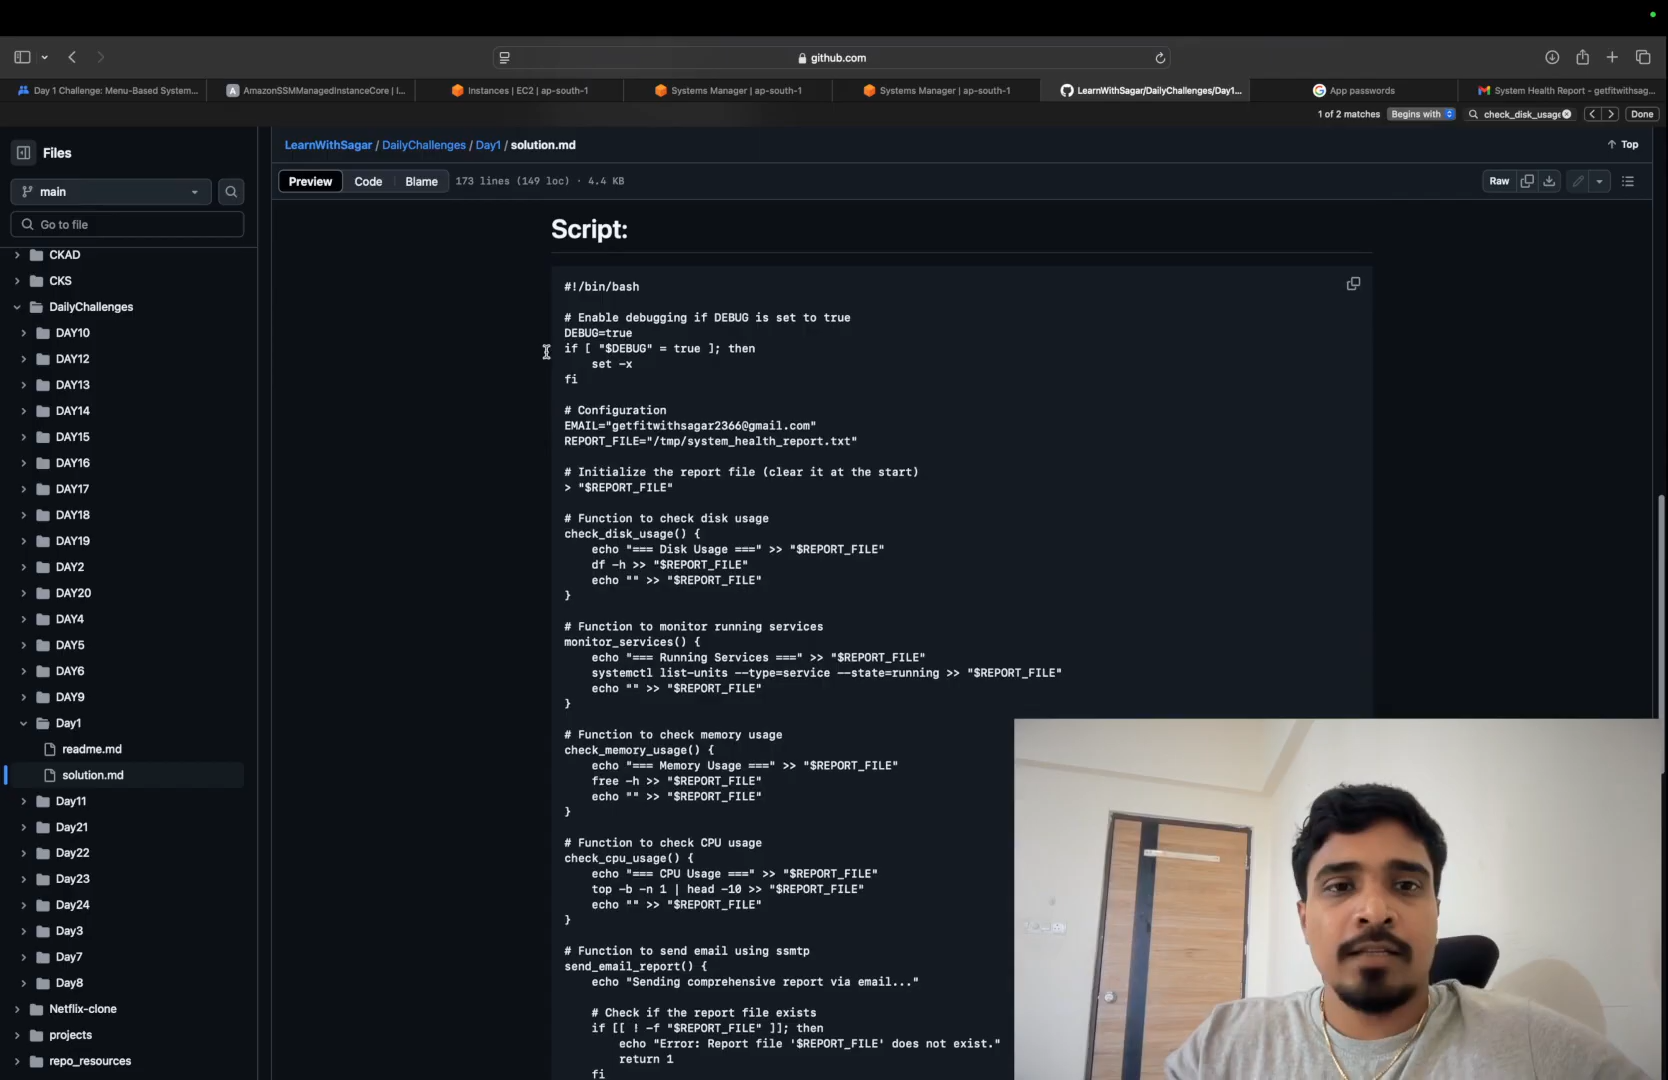 github.com
Day 1 Challenge: Menu-Based System...
AmazonSSMManagedInstanceCore | I...
Instances | EC2 | ap-south-1
Systems Manager | ap-south-1
Systems Manager | ap-south-1
LearnWithSagar/DailyChallenges/Day1...
App passwords
System Health Report - getfitwithsag...
1 of 2 matches
Begins with
check_disk_usage
Done
Files
main
Go to file
CKAD
CKS
DailyChallenges
DAY10
DAY12
DAY13
DAY14
DAY15
DAY16
DAY17
DAY18
DAY19
DAY2
DAY20
DAY4
DAY5
DAY6
DAY9
Day1
readme.md
solution.md
Day11
Day21
Day22
Day23
Day24
Day3
Day7
Day8
Netflix-clone
projects
repo_resources
LearnWithSagar / DailyChallenges / Day1 / solution.md
Top
Preview Code Blame 173 lines (149 loc) · 4.4 KB
Raw
Script:
#!/bin/bash
# Enable debugging if DEBUG is set to true
DEBUG=true
if [ "$DEBUG" = true ]; then
set -x
fi
# Configuration
EMAIL="getfitwithsagar2366@gmail.com"
REPORT_FILE="/tmp/system_health_report.txt"
# Initialize the report file (clear it at the start)
> "$REPORT_FILE"
# Function to check disk usage
check_disk_usage() {
echo "=== Disk Usage ===" >> "$REPORT_FILE"
df -h >> "$REPORT_FILE"
echo "" >> "$REPORT_FILE"
}
# Function to monitor running services
monitor_services() {
echo "=== Running Services ===" >> "$REPORT_FILE"
systemctl list-units --type=service --state=running >> "$REPORT_FILE"
echo "" >> "$REPORT_FILE"
}
# Function to check memory usage
check_memory_usage() {
echo "=== Memory Usage ===" >> "$REPORT_FILE"
free -h >> "$REPORT_FILE"
echo "" >> "$REPORT_FILE"
}
# Function to check CPU usage
check_cpu_usage() {
echo "=== CPU Usage ===" >> "$REPORT_FILE"
top -b -n 1 | head -10 >> "$REPORT_FILE"
echo "" >> "$REPORT_FILE"
}
# Function to send email using ssmtp
send_email_report() {
echo "Sending comprehensive report via email..."
# Check if the report file exists
if [[ ! -f "$REPORT_FILE" ]]; then
echo "Error: Report file '$REPORT_FILE' does not exist."
return 1
fi